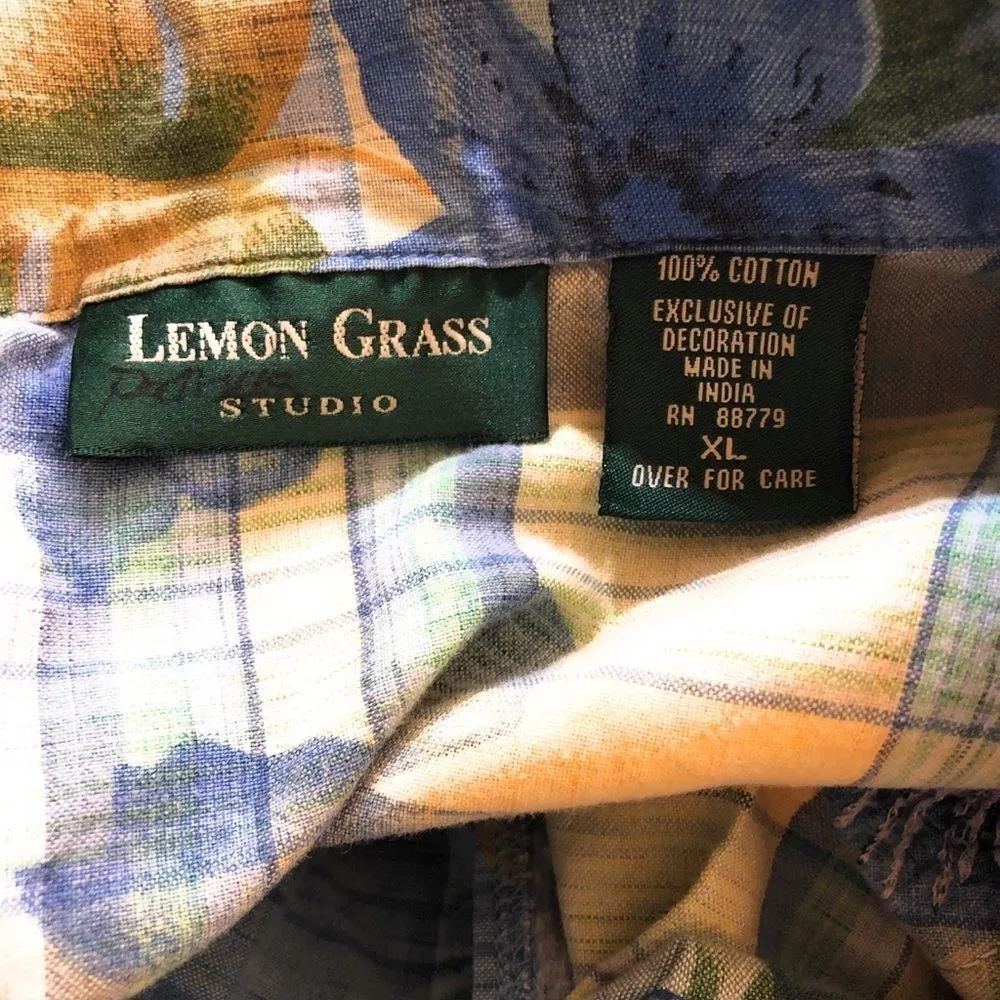 LEMON GRASS
STUDIO
100% COTTON
EXCLUSIVE OF
DECORATION
MADE IN
INDIA
RN 88779
XL
OVER FOR CARE